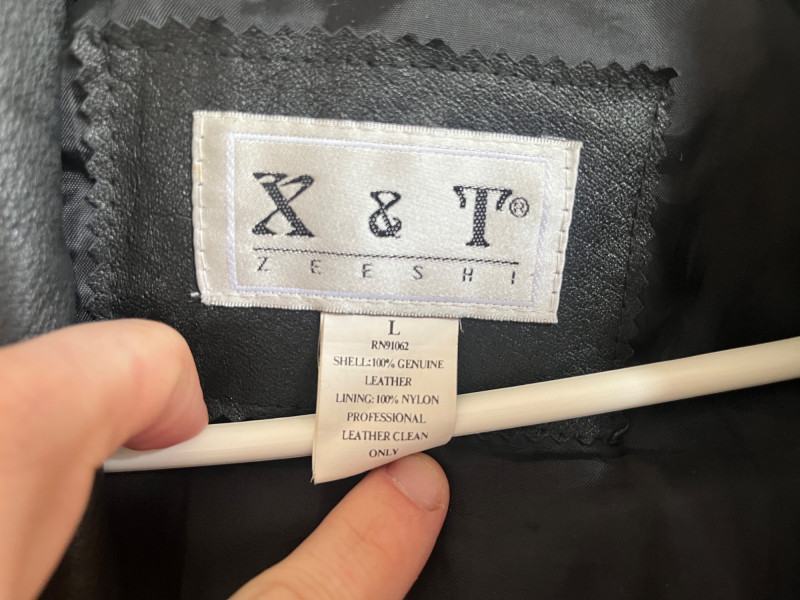 X & T®
ZEESHI
L
RN91062
SHELL:100% GENUINE
LEATHER
LINING:100% NYLON
PROFESSIONAL
LEATHER CLEAN
ONLY